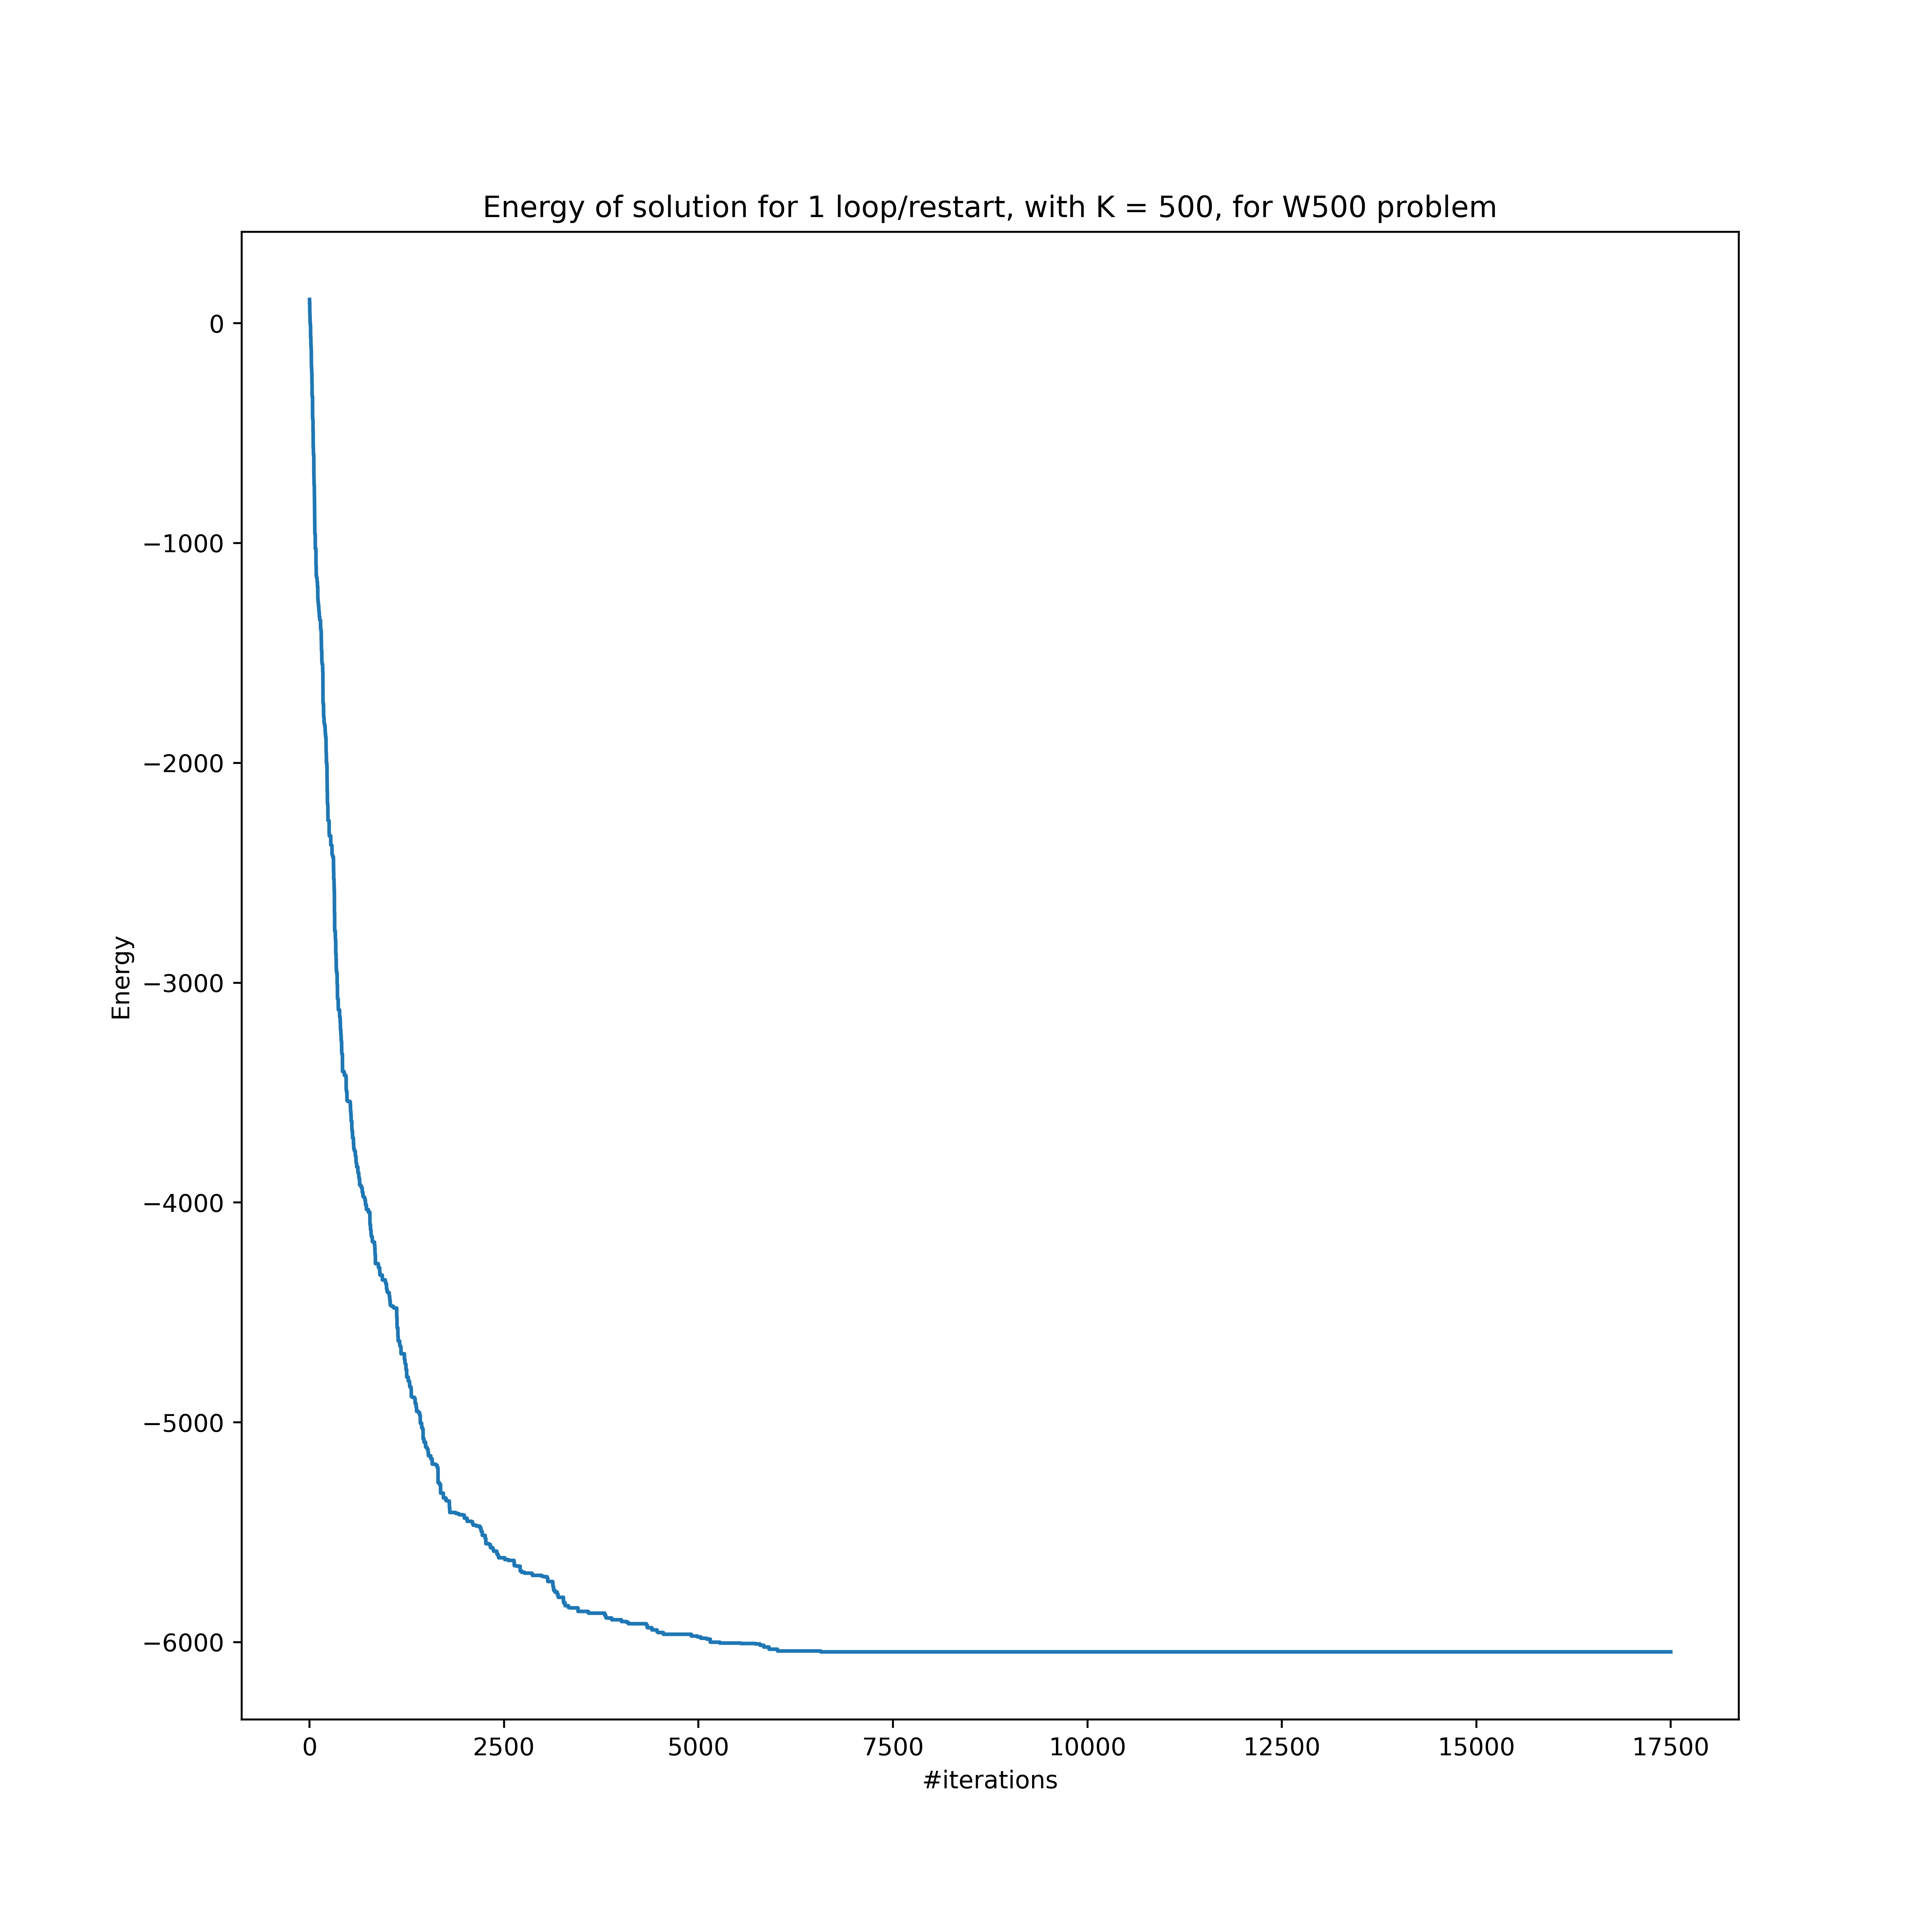 Energy of solution for 1 loop/restart, with K = 500, for W500 problem
0
−1000
−2000
−3000
−4000
−5000
−6000
Energy
0 2500 5000 7500 10000 12500 15000 17500
#iterations